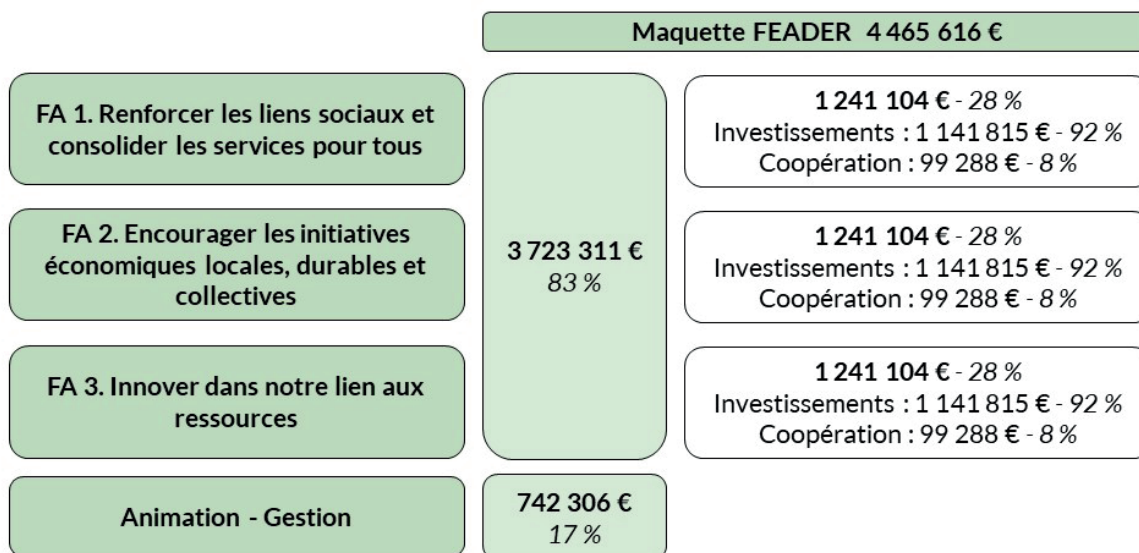 Maquette FEADER 4 465 616 €
FA 1. Renforcer les liens sociaux et
consolider les services pour tous
FA 2. Encourager les initiatives
économiques locales, durables et
collectives
FA 3. Innover dans notre lien aux
ressources
3 723 311 €
83 %
1 241 104 € - 28 %
Investissements : 1 141 815 € - 92 %
Coopération : 99 288 € - 8 %
1 241 104 € - 28 %
Investissements : 1 141 815 € - 92 %
Coopération : 99 288 € - 8 %
1 241 104 € - 28 %
Investissements : 1 141 815 € - 92 %
Coopération : 99 288 € - 8 %
Animation - Gestion
742 306 €
17 %